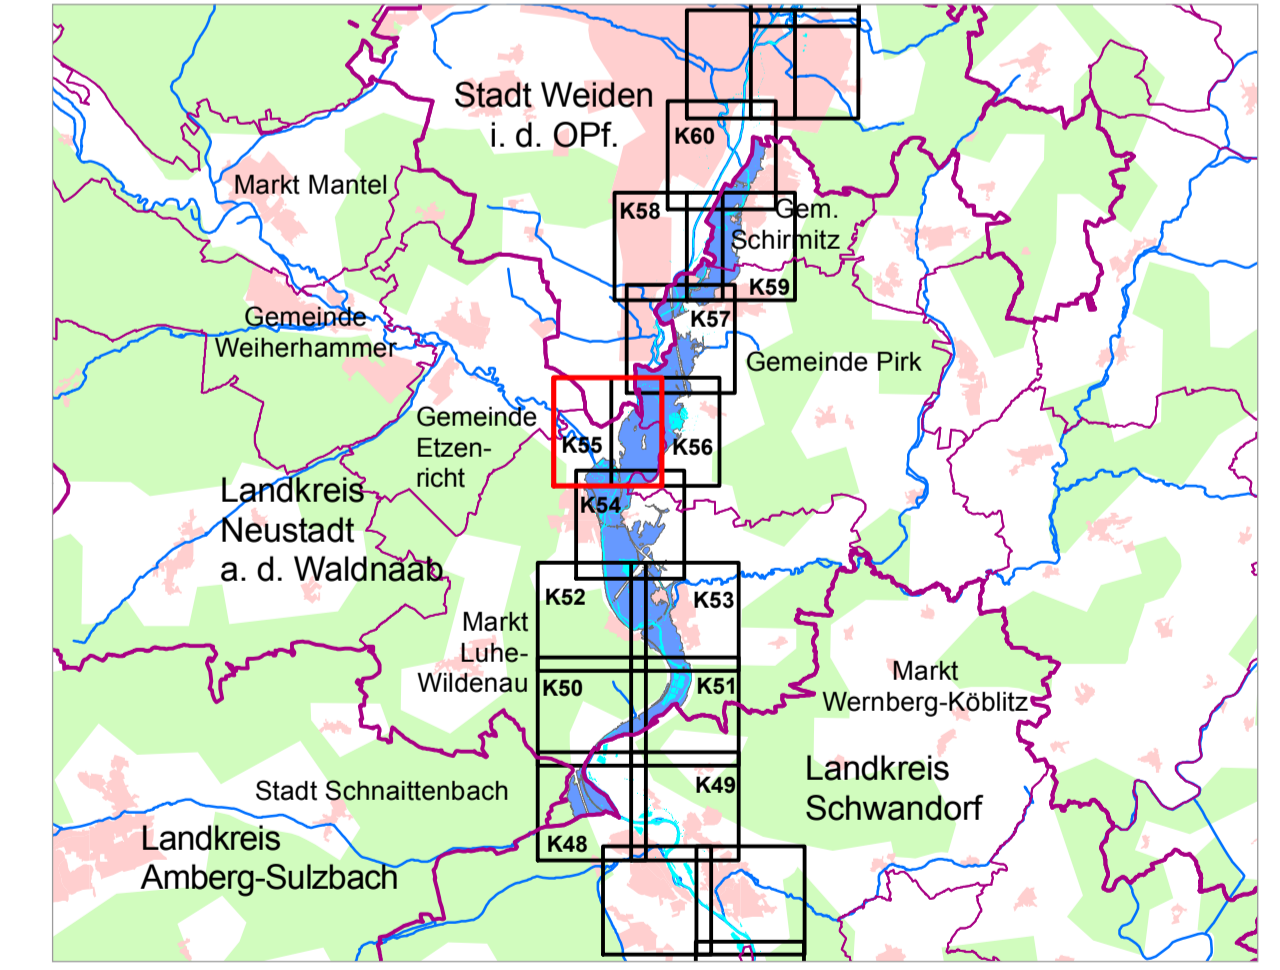 Stadt Weiden
i. d. OPf.
K60
Markt Mantel
K58
Gem.
Schirmitz
K59
Gemeinde
Weiherhammer
K57
Gemeinde Pirk
Gemeinde
Etzen-
richt
K55
K56
Landkreis
Neustadt
a. d. Waldnaab
K54
K52
K53
Markt
Luhe-
Wildenau
K50
K51
Markt
Wernberg-Köblitz
Stadt Schnaittenbach
K49
Landkreis
Schwandorf
Landkreis
Amberg-Sulzbach
K48